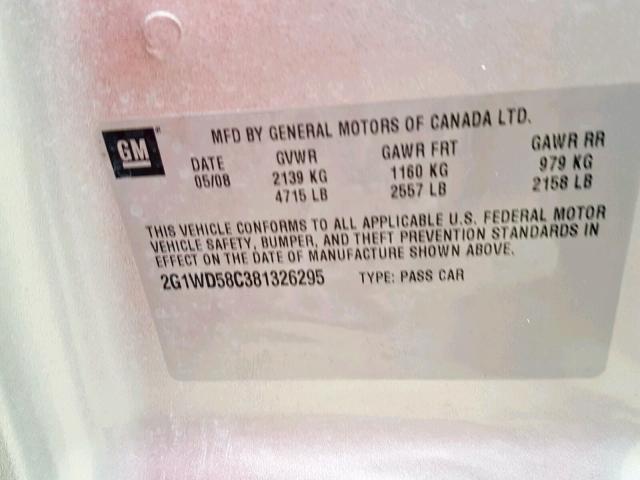 GM
MFD BY GENERAL MOTORS OF CANADA LTD.
DATE GVWR GAWR FRT GAWR RR
05/08 2139 KG 1160 KG 979 KG
4715 LB 2557 LB 2158 LB
THIS VEHICLE CONFORMS TO ALL APPLICABLE U.S. FEDERAL MOTOR
VEHICLE SAFETY, BUMPER, AND THEFT PREVENTION STANDARDS IN
EFFECT ON THE DATE OF MANUFACTURE SHOWN ABOVE.
2G1WD58C381326295 TYPE: PASS CAR